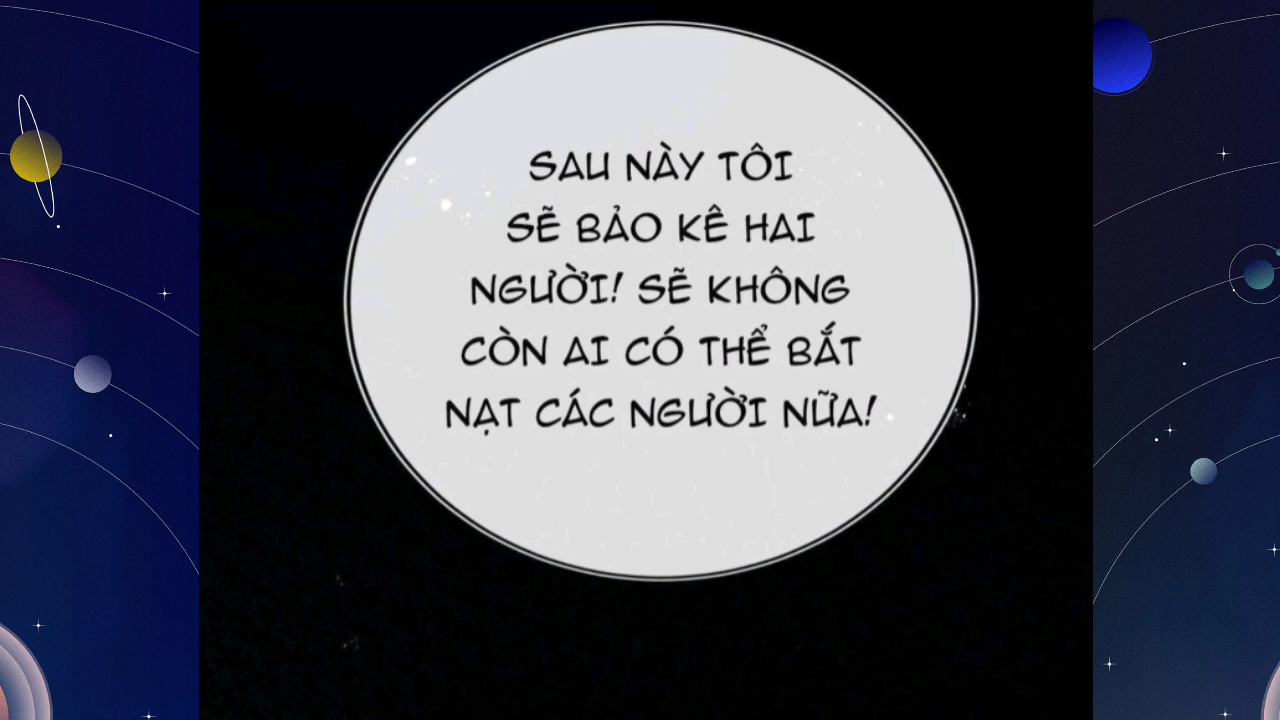 SAU NÀY TÔI
SẼ BẢO KÊ HAI
NGƯỜI! SẼ KHÔNG
CÒN AI CÓ THỂ BẮT
NẠT CÁC NGƯỜI NỮA!